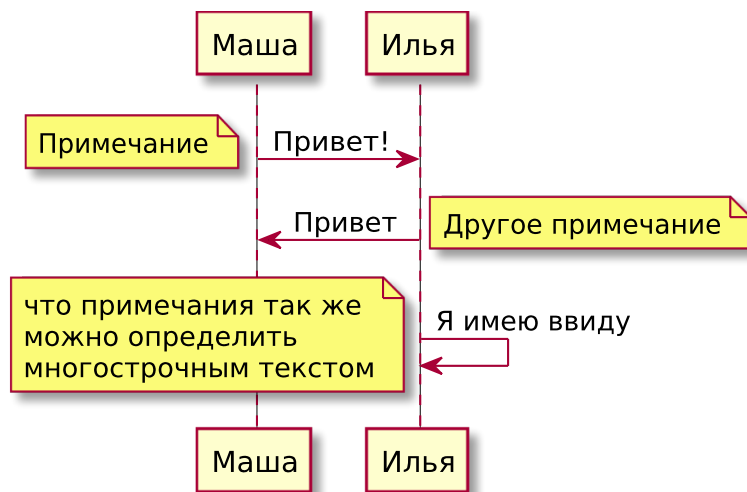 Маша
Илья
Примечание
Привет!
Привет
Другое примечание
что примечания так же
можно определить
многострочным текстом
Я имею ввиду
Маша
Илья